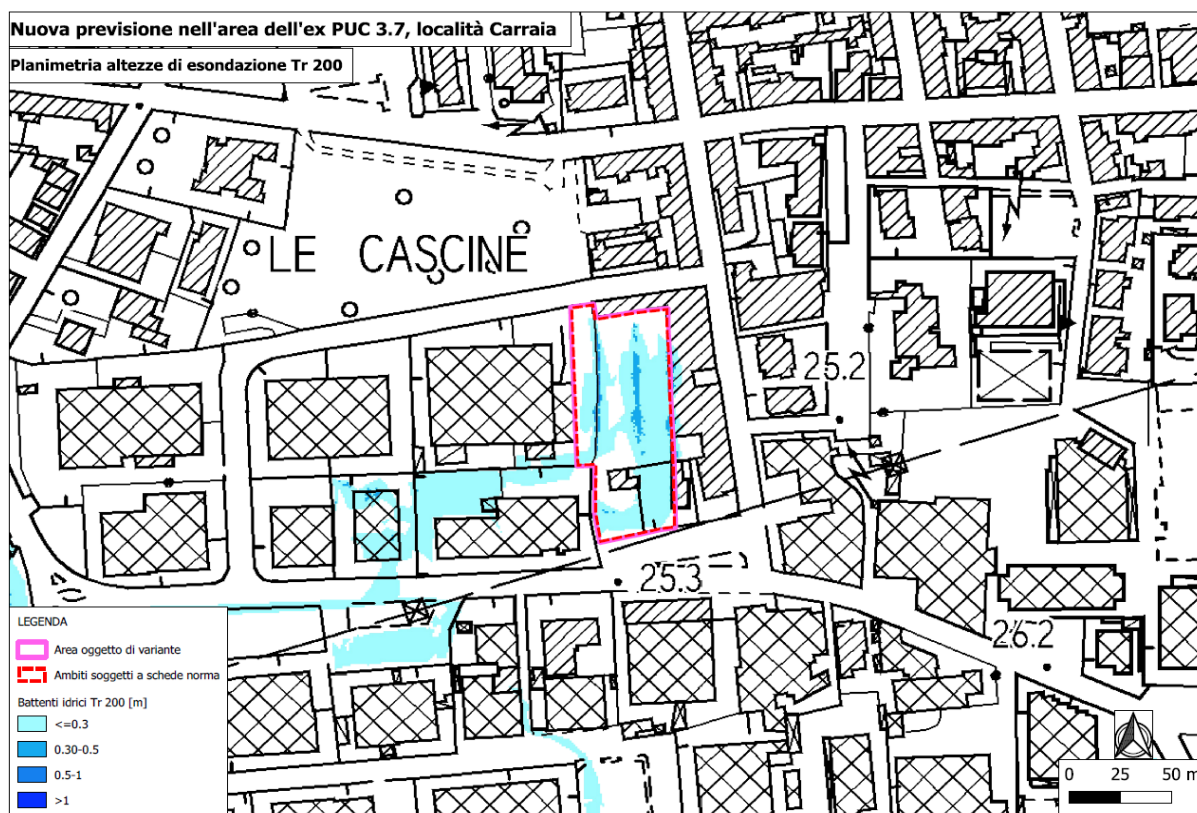 Nuova previsione nell'area dell'ex PUC 3.7, località Carraia
Planimetria altezze di esondazione Tr 200
LE CASCINE
25.2
25.3
26.2
LEGENDA
Area oggetto di variante
Ambiti soggetti a schede norma
Battenti idrici Tr 200 [m]
<=0.3
0.30-0.5
0.5-1
>1
0 25 50 m